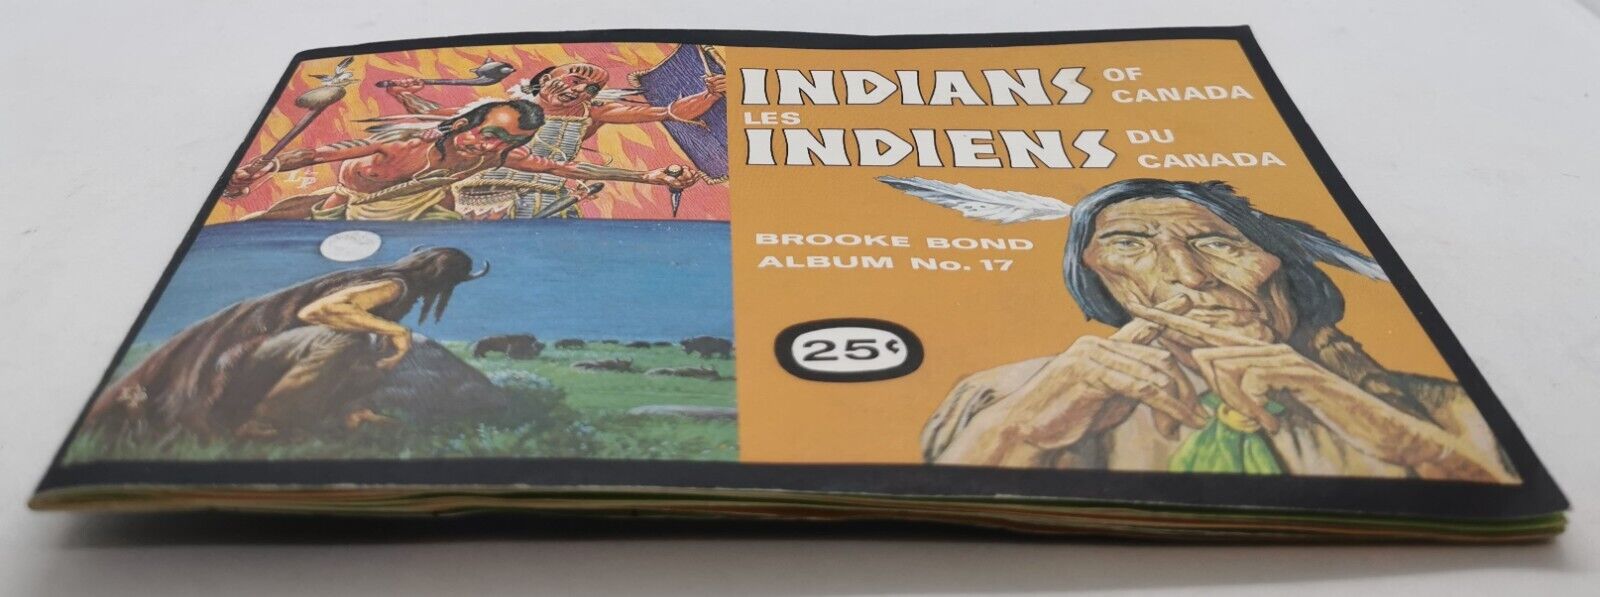 INDIANS OF CANADA
LES INDIENS DU CANADA
BROOKE BOND
ALBUM No. 17
25¢